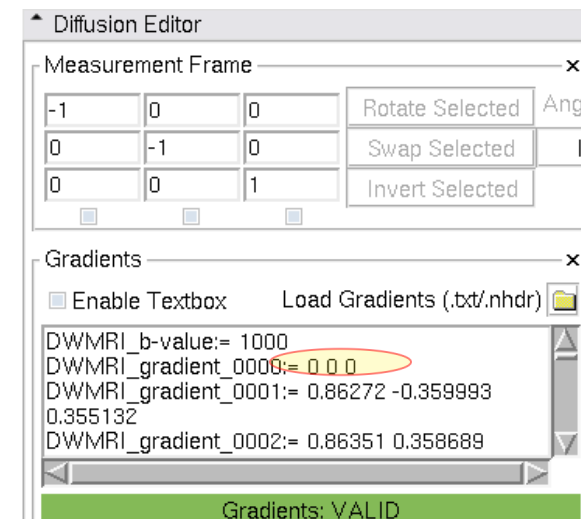 Diffusion Editor
Measurement Frame
-1 0 0 Rotate Selected Ang
0 -1 0 Swap Selected
0 0 1 Invert Selected
Gradients
Enable Textbox Load Gradients (.txt/.nhdr)
DWMRI_b-value:= 1000
DWMRI_gradient_0000:= 0 0 0
DWMRI_gradient_0001:= 0.86272 -0.359993
0.355132
DWMRI_gradient_0002:= 0.86351 0.358689
Gradients: VALID